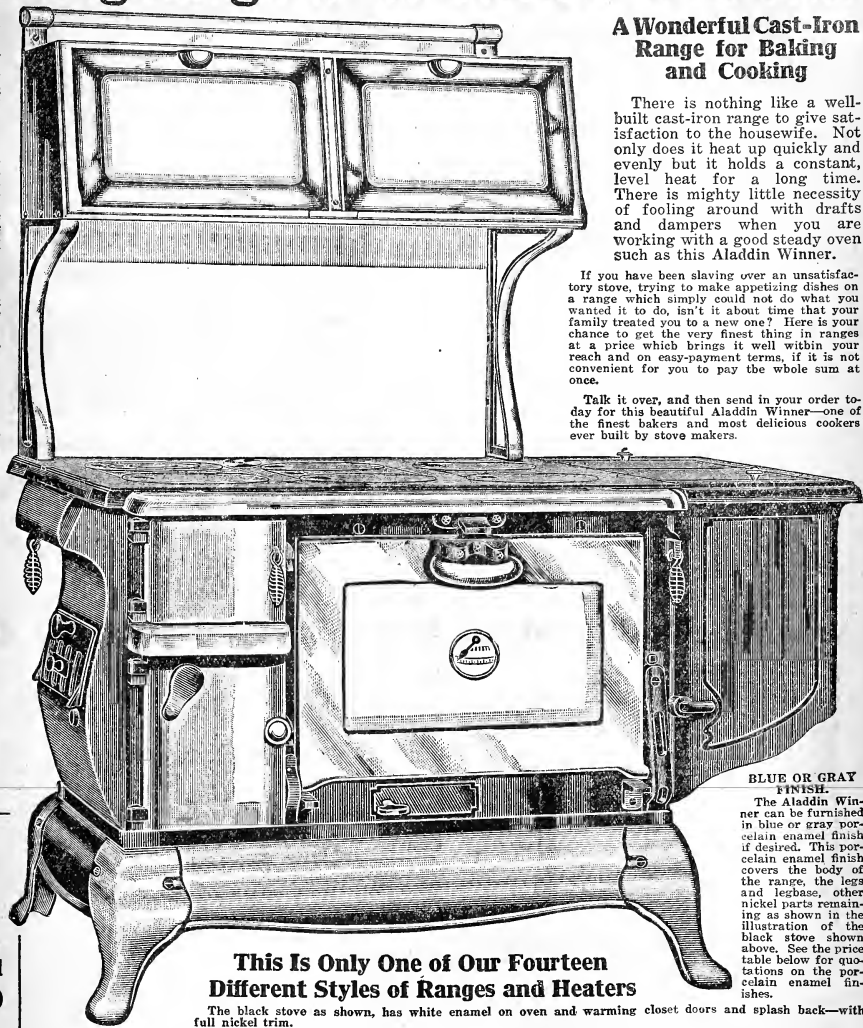 A Wonderful Cast-Iron
Range for Baking
and Cooking
There is nothing like a well-
built cast-iron range to give sat-
isfaction to the housewife. Not
only does it heat up quickly and
evenly but it holds a constant,
level heat for a long time.
There is mighty little necessity
of fooling around with drafts
and dampers when you are
working with a good steady oven
such as this Aladdin Winner.
If you have been slaving over an unsatisfac-
tory stove, trying to make appetizing dishes on
a range which simply could not do what you
wanted it to do, isn't it about time that your
family treated you to a new one? Here is your
chance to get the very finest thing in ranges
at a price which brings it well within your
reach and on easy-payment terms, if it is not
convenient for you to pay the whole sum at
once.
Talk it over, and then send in your order to-
day for this beautiful Aladdin Winner—one of
the finest bakers and most delicious cookers
ever built by stove makers.
BLUE OR GRAY
FINISH.
The Aladdin Win-
ner can be furnished
in blue or gray por-
celain enamel finish
if desired. This por-
celain enamel finish
covers the body of
the range, the legs
and legbase, other
nickel parts remain-
ing as shown in the
illustration of the
black stove shown
above. See the price
table below for quo-
tations on the por-
celain enamel fin-
ishes.
This Is Only One of Our Fourteen
Different Styles of Ranges and Heaters
The black stove as shown, has white enamel on oven and warming closet doors and splash back—with
full nickel trim.